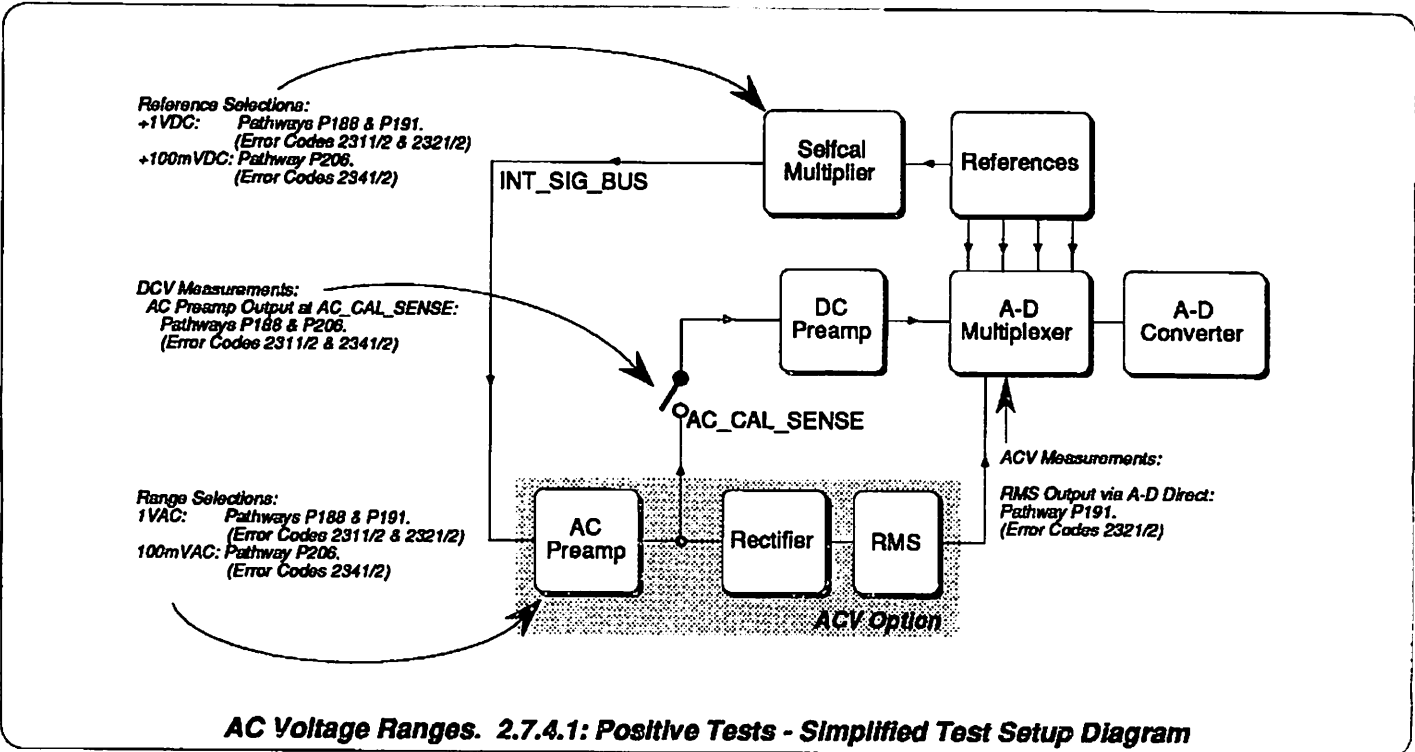 Reference Selections:
+1VDC: Pathways P188 & P191.
(Error Codes 2311/2 & 2321/2)
+100mVDC: Pathway P206.
(Error Codes 2341/2)
INT_SIG_BUS
Selfcal
Multiplier
References
DCV Measurements:
AC Preamp Output at AC_CAL_SENSE:
Pathways P188 & P206.
(Error Codes 2311/2 & 2341/2)
DC
Preamp
A-D
Multiplexer
A-D
Converter
AC_CAL_SENSE
ACV Measurements:
RMS Output via A-D Direct:
Pathway P191.
(Error Codes 2321/2)
Range Selections:
1VAC: Pathways P188 & P191.
(Error Codes 2311/2 & 2321/2)
100mVAC: Pathway P206.
(Error Codes 2341/2)
AC
Preamp
Rectifier
RMS
ACV Option
AC Voltage Ranges. 2.7.4.1: Positive Tests - Simplified Test Setup Diagram